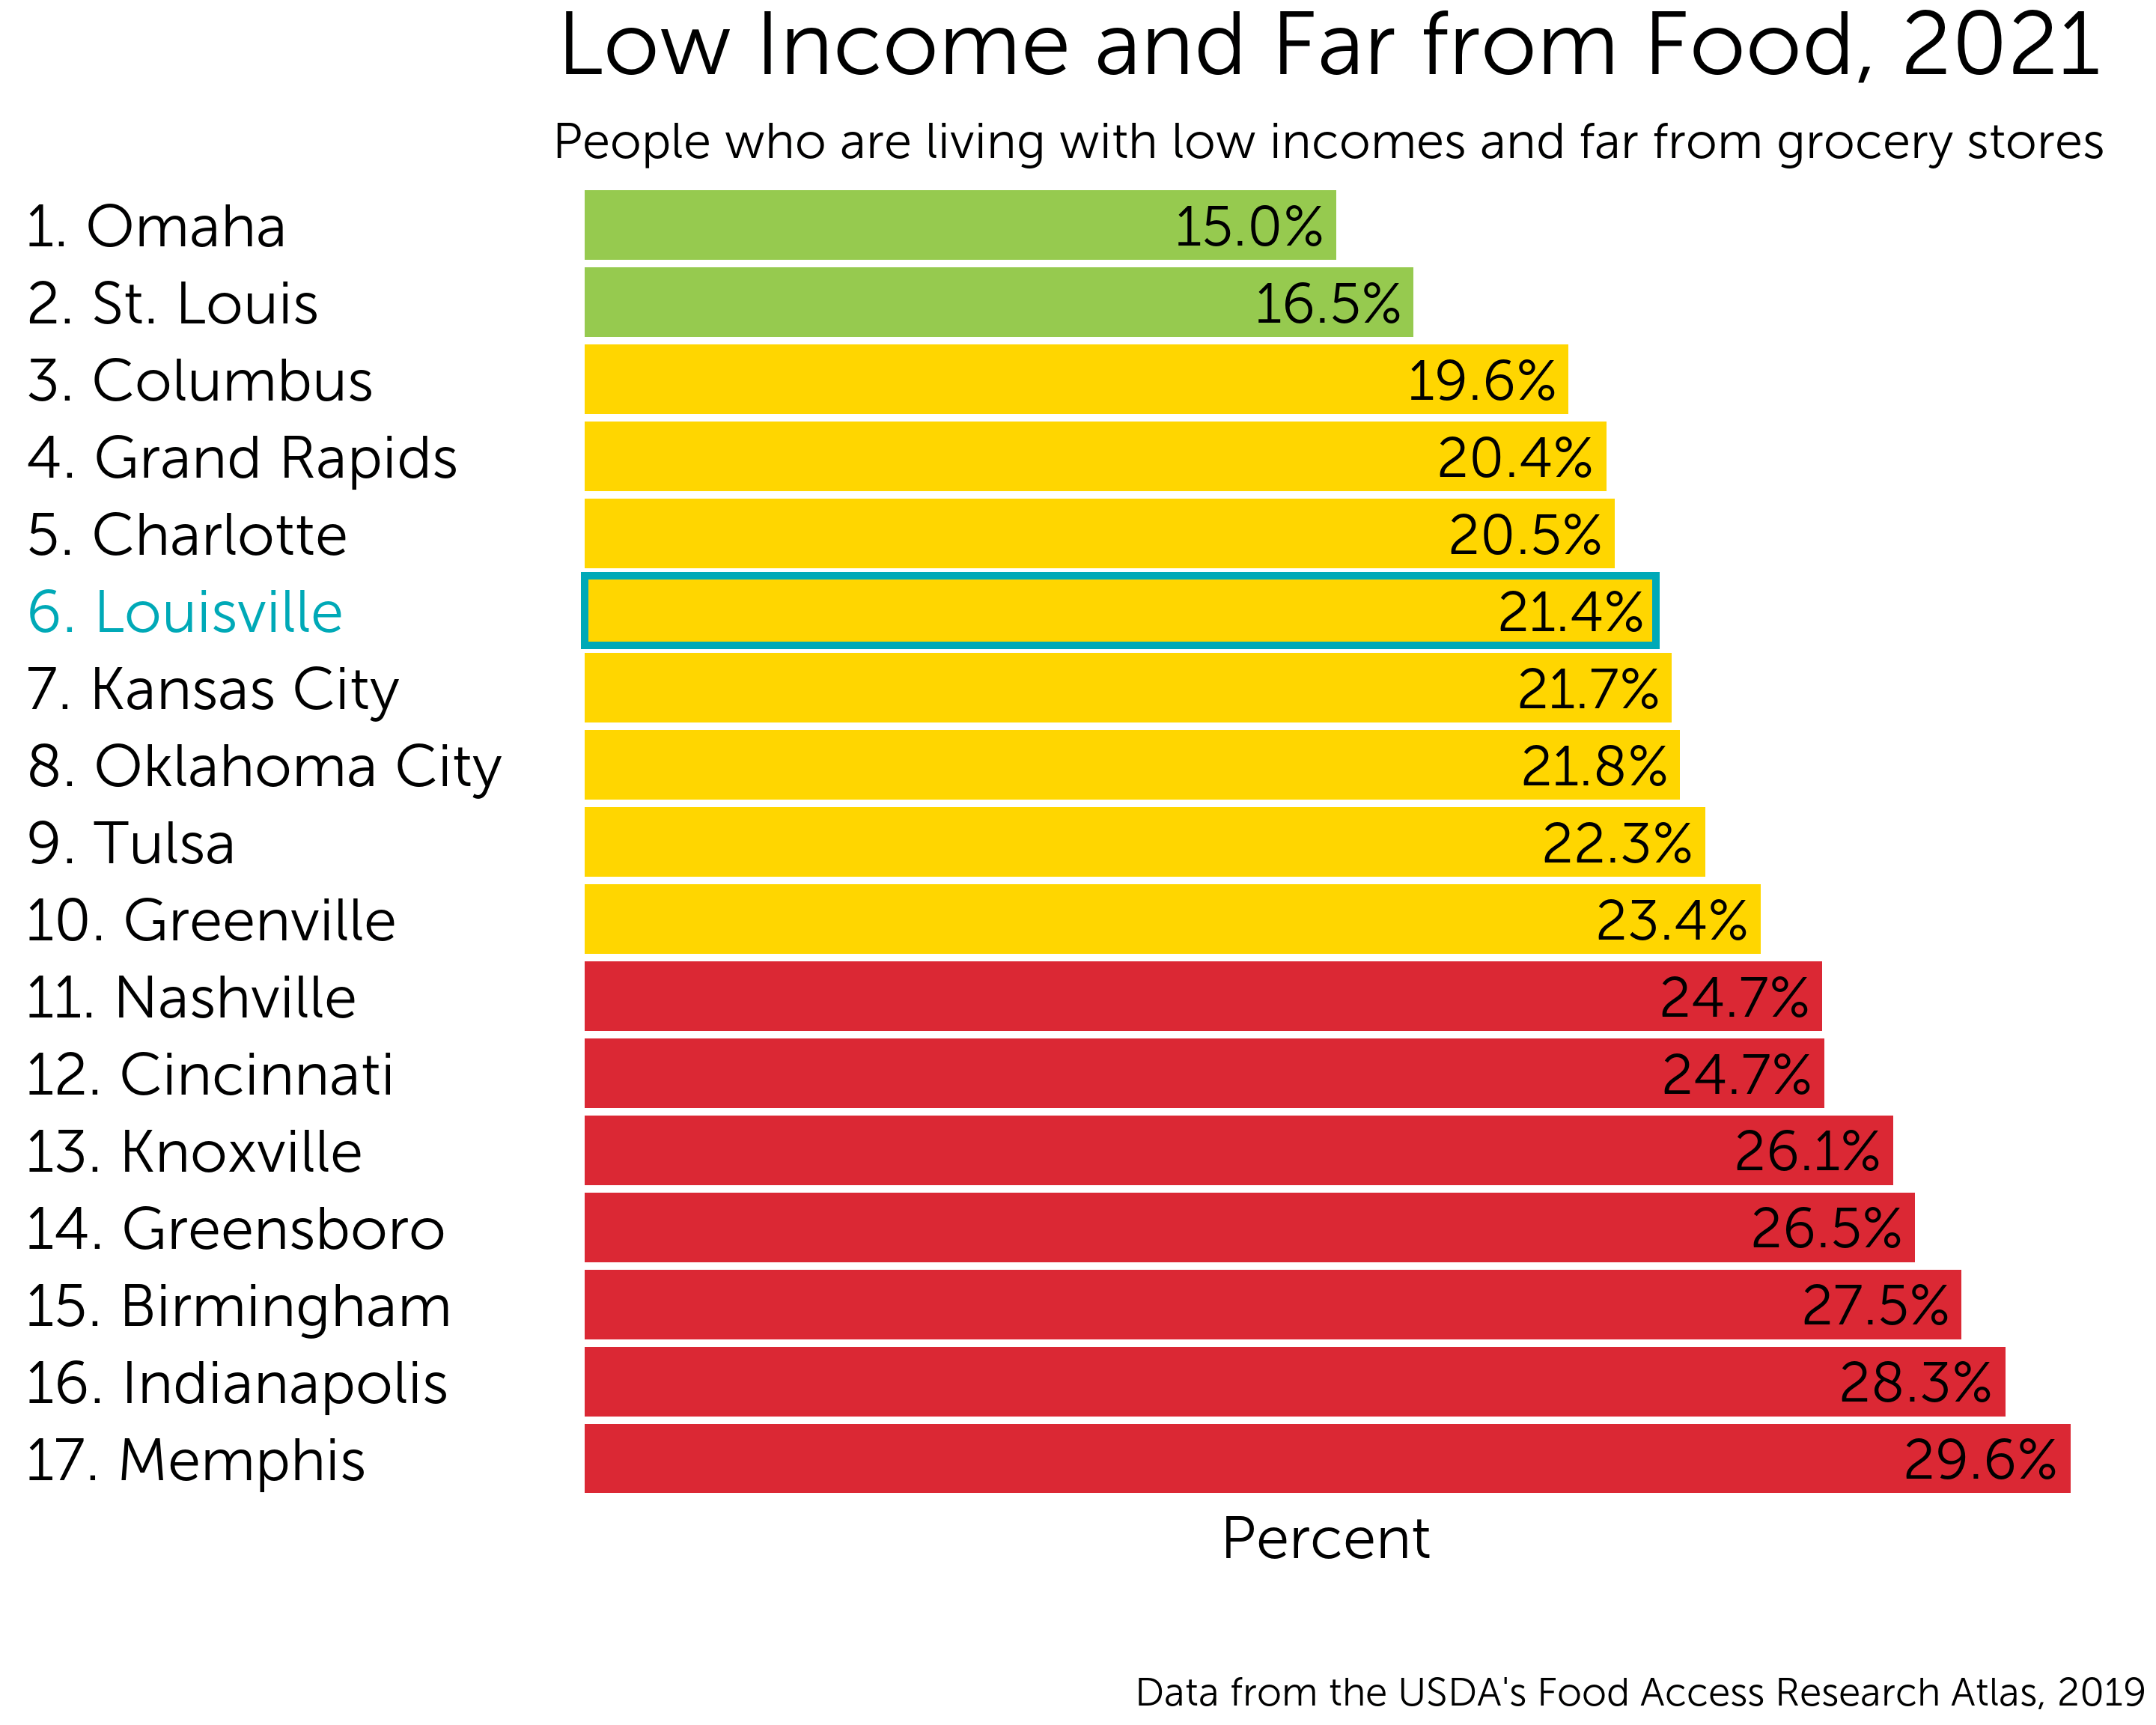 Low Income and Far from Food, 2021
People who are living with low incomes and far from grocery stores
1. Omaha 15.0%
2. St. Louis 16.5%
3. Columbus 19.6%
4. Grand Rapids 20.4%
5. Charlotte 20.5%
6. Louisville 21.4%
7. Kansas City 21.7%
8. Oklahoma City 21.8%
9. Tulsa 22.3%
10. Greenville 23.4%
11. Nashville 24.7%
12. Cincinnati 24.7%
13. Knoxville 26.1%
14. Greensboro 26.5%
15. Birmingham 27.5%
16. Indianapolis 28.3%
17. Memphis 29.6%
Percent
Data from the USDA's Food Access Research Atlas, 2019